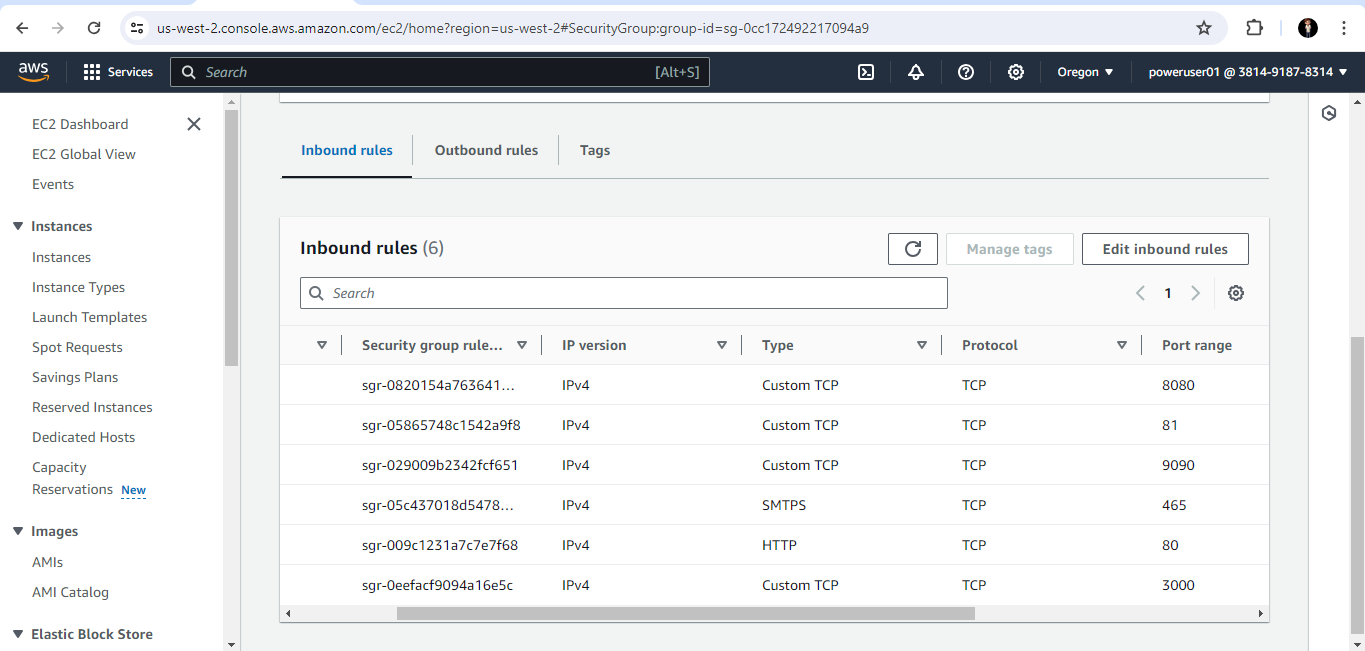 us-west-2.console.aws.amazon.com/ec2/home?region=us-west-2#SecurityGroup:group-id=sg-0cc172492217094a9
aws Services Search [Alt+S] Oregon poweruser01 @ 3814-9187-8314
EC2 Dashboard
EC2 Global View
Events
Instances
Instances
Instance Types
Launch Templates
Spot Requests
Savings Plans
Reserved Instances
Dedicated Hosts
Capacity
Reservations New
Images
AMIs
AMI Catalog
Elastic Block Store
Inbound rules Outbound rules Tags
Inbound rules (6) Manage tags Edit inbound rules
Search 1
Security group rule... IP version Type Protocol Port range
sgr-0820154a763641... IPv4 Custom TCP TCP 8080
sgr-05865748c1542a9f8 IPv4 Custom TCP TCP 81
sgr-029009b2342fcf651 IPv4 Custom TCP TCP 9090
sgr-05c437018d5478... IPv4 SMTPS TCP 465
sgr-009c1231a7c7e7f68 IPv4 HTTP TCP 80
sgr-0eefacf9094a16e5c IPv4 Custom TCP TCP 3000